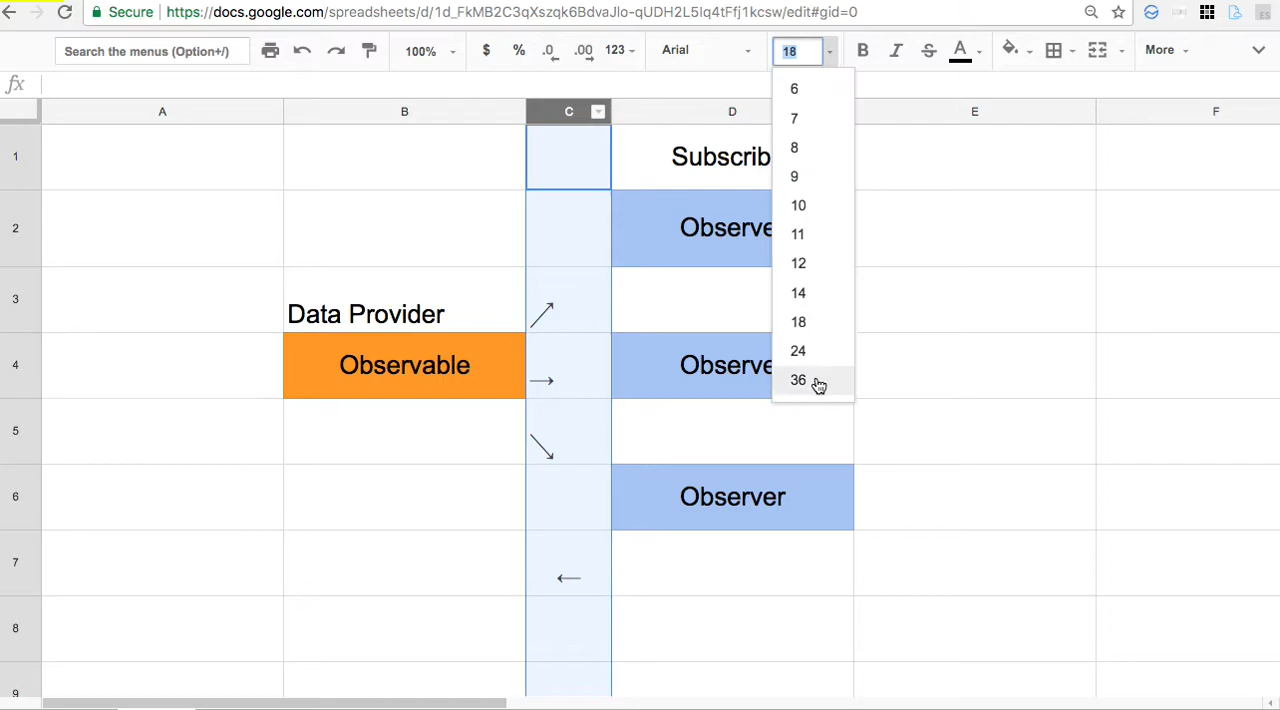 Secure https://docs.google.com/spreadsheets/d/1d_FkMB2C3qXszqk6BdvaJlo-qUDH2L5Iq4tFfj1kcsw/edit#gid=0
Search the menus (Option+/) 100% $ % .0 .00 123 Arial 18 B I S A More
fx
A B C D E F
1 Subscrib
2 Observe
3 Data Provider ↗
4 Observable → Observe
5 ↘
6 Observer
7 ←
8
9
6
7
8
9
10
11
12
14
18
24
36